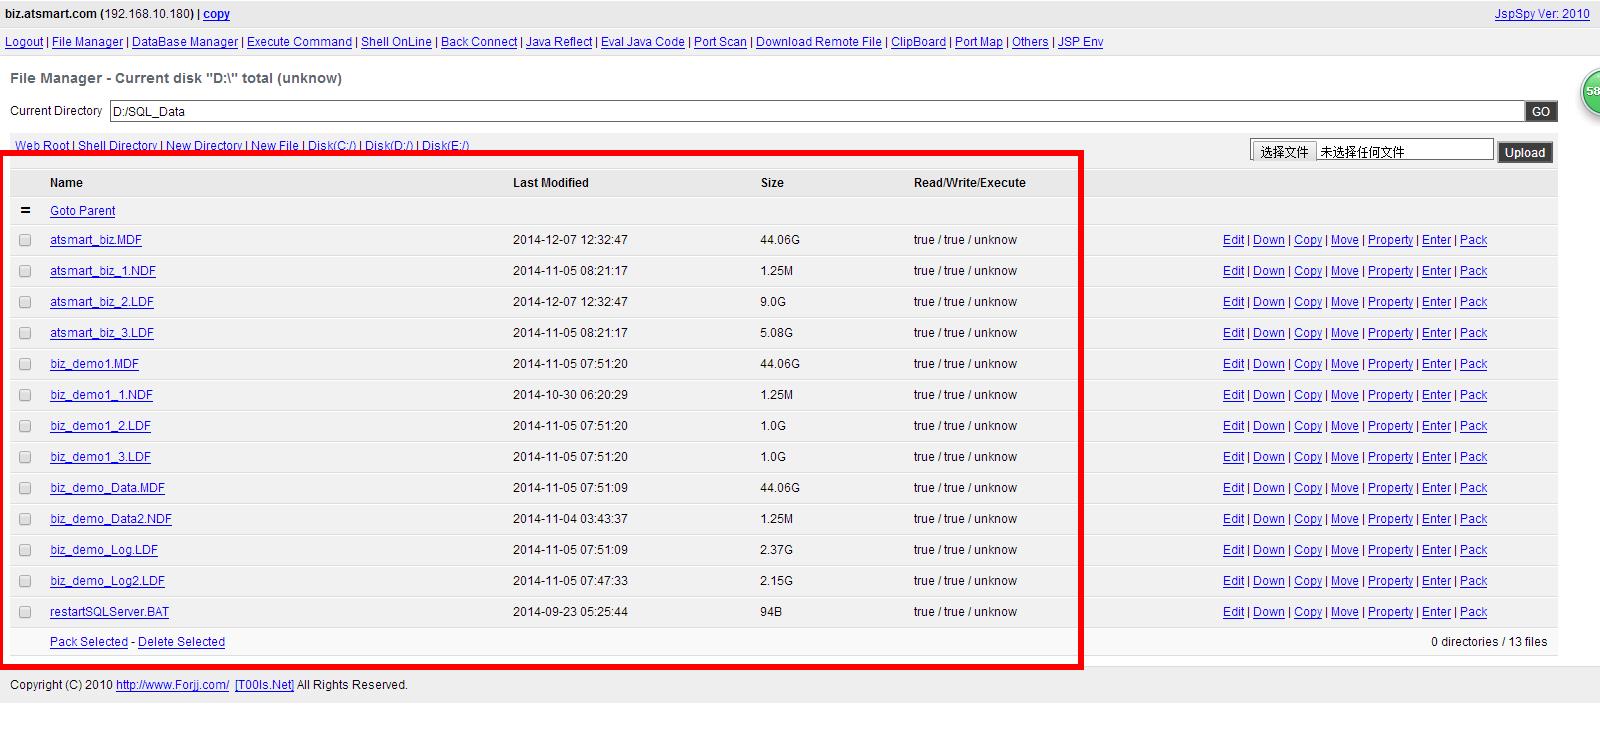 biz.atsmart.com (192.168.10.180) | copy JspSpy Ver: 2010
Logout | File Manager | DataBase Manager | Execute Command | Shell OnLine | Back Connect | Java Reflect | Eval Java Code | Port Scan | Download Remote File | ClipBoard | Port Map | Others | JSP Env
File Manager - Current disk "D:\" total (unknow)
58
Current Directory D:/SQL_Data GO
Web Root | Shell Directory | New Directory | New File | Disk(C:/) | Disk(D:/) | Disk(E:/) 选择文件 未选择任何文件 Upload
Name Last Modified Size Read/Write/Execute
= Goto Parent
atsmart_biz.MDF 2014-12-07 12:32:47 44.06G true / true / unknow Edit | Down | Copy | Move | Property | Enter | Pack
atsmart_biz_1.NDF 2014-11-05 08:21:17 1.25M true / true / unknow Edit | Down | Copy | Move | Property | Enter | Pack
atsmart_biz_2.LDF 2014-12-07 12:32:47 9.0G true / true / unknow Edit | Down | Copy | Move | Property | Enter | Pack
atsmart_biz_3.LDF 2014-11-05 08:21:17 5.08G true / true / unknow Edit | Down | Copy | Move | Property | Enter | Pack
biz_demo1.MDF 2014-11-05 07:51:20 44.06G true / true / unknow Edit | Down | Copy | Move | Property | Enter | Pack
biz_demo1_1.NDF 2014-10-30 06:20:29 1.25M true / true / unknow Edit | Down | Copy | Move | Property | Enter | Pack
biz_demo1_2.LDF 2014-11-05 07:51:20 1.0G true / true / unknow Edit | Down | Copy | Move | Property | Enter | Pack
biz_demo1_3.LDF 2014-11-05 07:51:20 1.0G true / true / unknow Edit | Down | Copy | Move | Property | Enter | Pack
biz_demo_Data.MDF 2014-11-05 07:51:09 44.06G true / true / unknow Edit | Down | Copy | Move | Property | Enter | Pack
biz_demo_Data2.NDF 2014-11-04 03:43:37 1.25M true / true / unknow Edit | Down | Copy | Move | Property | Enter | Pack
biz_demo_Log.LDF 2014-11-05 07:51:09 2.37G true / true / unknow Edit | Down | Copy | Move | Property | Enter | Pack
biz_demo_Log2.LDF 2014-11-05 07:47:33 2.15G true / true / unknow Edit | Down | Copy | Move | Property | Enter | Pack
restartSQLServer.BAT 2014-09-23 05:25:44 94B true / true / unknow Edit | Down | Copy | Move | Property | Enter | Pack
Pack Selected - Delete Selected 0 directories / 13 files
Copyright (C) 2010 http://www.Forjj.com/ [T00ls.Net] All Rights Reserved.